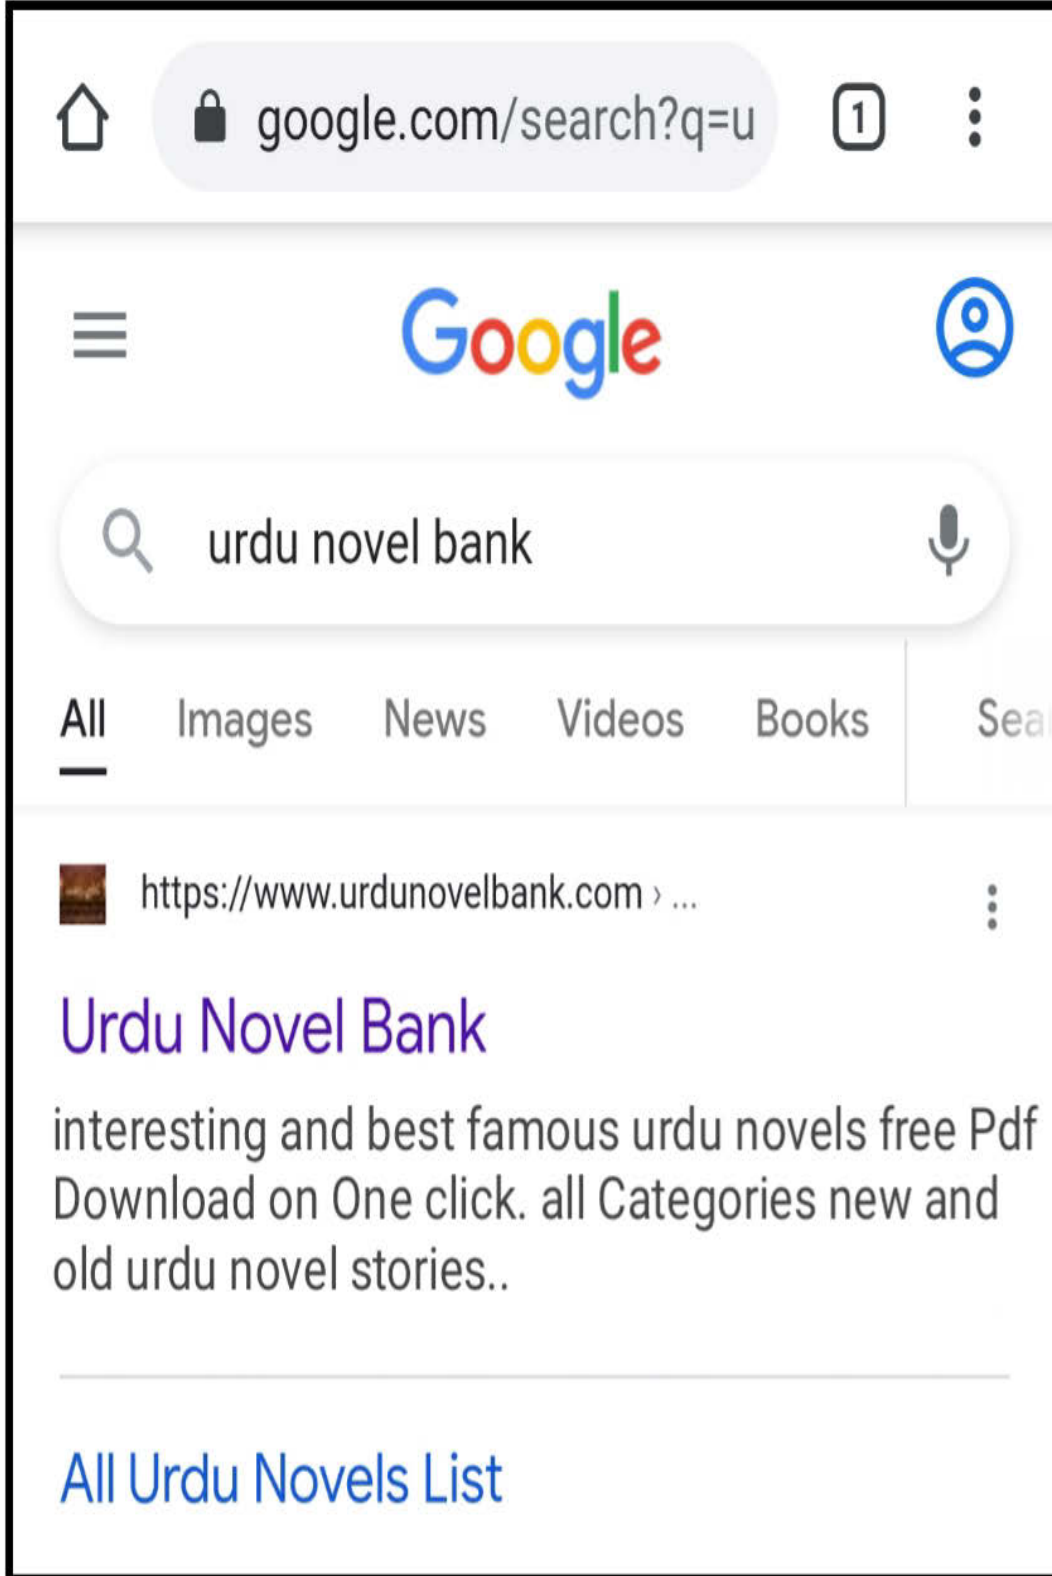 google.com/search?q=u
1
Google
urdu novel bank
All Images News Videos Books Sea
https://www.urdunovelbank.com › ...
Urdu Novel Bank
interesting and best famous urdu novels free Pdf
Download on One click. all Categories new and
old urdu novel stories..
All Urdu Novels List